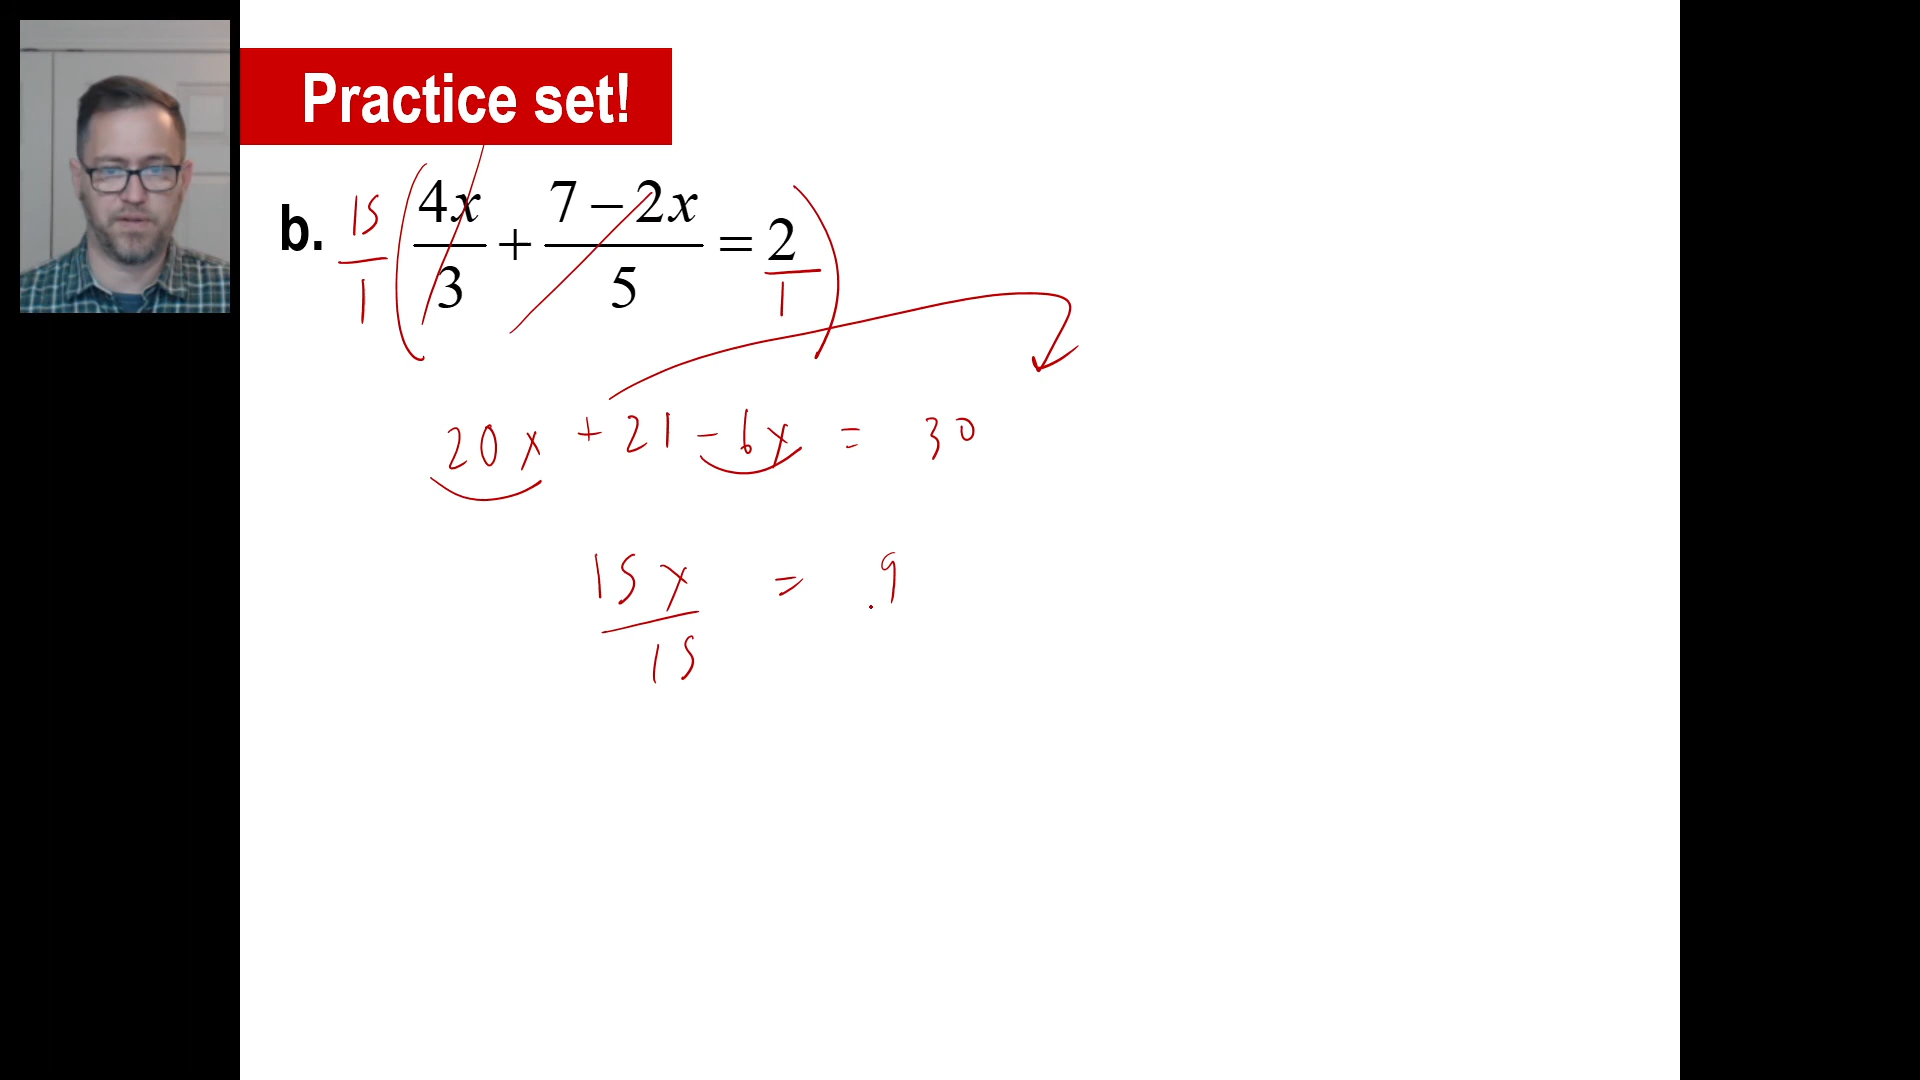 Practice set!
b. 15/1 ( 4x/3 + 7 − 2x/5 = 2/1 )
20x + 21 - 6x = 30
15x/15 = .9